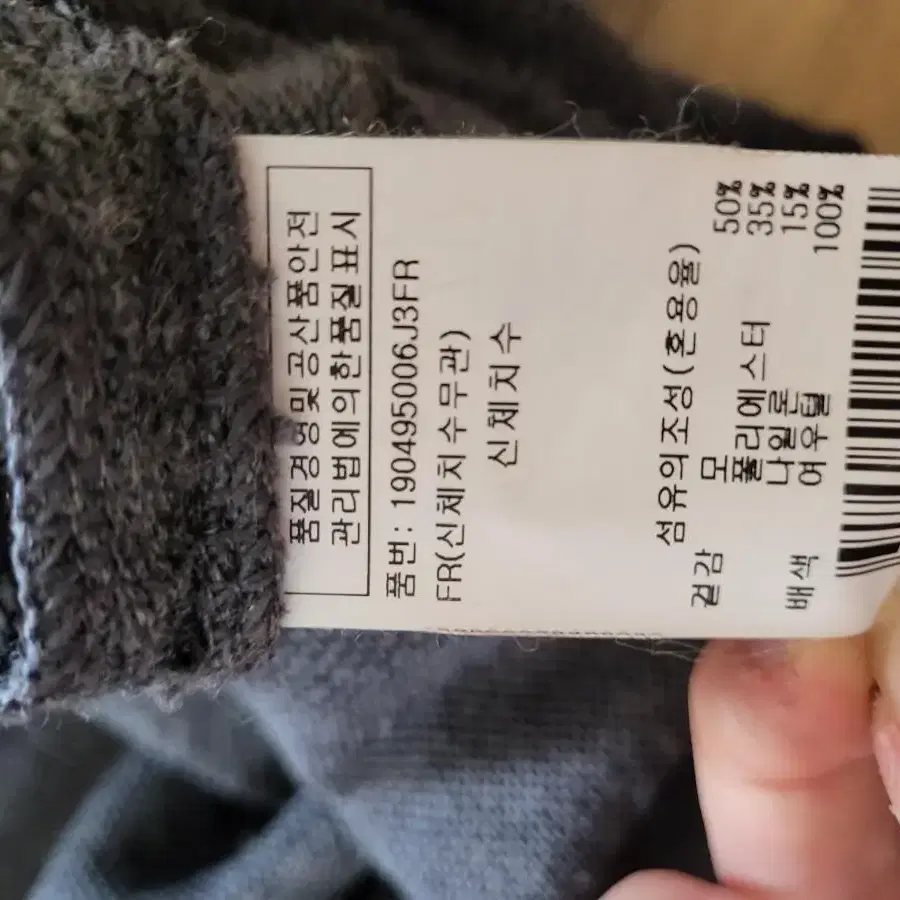 품질경영및공산품안전
관리법에의한품질표시
품번: 190495006J3FR
FR(신체치수무관)
신체치수
섬유의조성(혼용율)
겉감 모 50%
폴리에스터 35%
나일론 15%
배색 여우털 100%